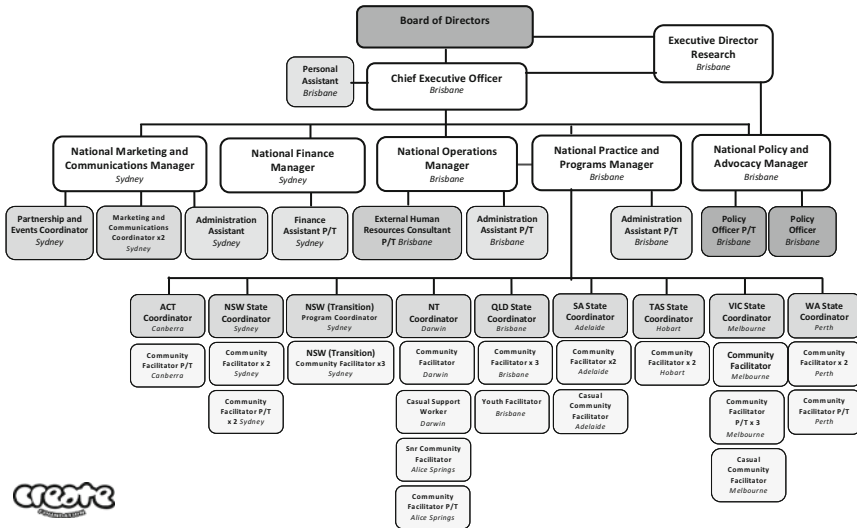 Board of Directors
Executive Director
Research
Brisbane
Personal
Assistant
Brisbane
Chief Executive Officer
Brisbane
National Marketing and
Communications Manager
Sydney
National Finance
Manager
Sydney
National Operations
Manager
Brisbane
National Practice and
Programs Manager
Brisbane
National Policy and
Advocacy Manager
Brisbane
Partnership and
Events Coordinator
Sydney
Marketing and
Communications
Coordinator x2
Sydney
Administration
Assistant
Sydney
Finance
Assistant P/T
Sydney
External Human
Resources Consultant
P/T Brisbane
Administration
Assistant P/T
Brisbane
Administration
Assistant P/T
Brisbane
Policy
Officer P/T
Brisbane
Policy
Officer
Brisbane
ACT
Coordinator
Canberra
NSW State
Coordinator
Sydney
NSW (Transition)
Program Coordinator
Sydney
NT
Coordinator
Darwin
QLD State
Coordinator
Brisbane
SA State
Coordinator
Adelaide
TAS State
Coordinator
Hobart
VIC State
Coordinator
Melbourne
WA State
Coordinator
Perth
Community
Facilitator P/T
Canberra
Community
Facilitator x 2
Sydney
NSW (Transition)
Community Facilitator x3
Sydney
Community
Facilitator
Darwin
Community
Facilitator x 3
Brisbane
Community
Facilitator x2
Adelaide
Community
Facilitator x 2
Hobart
Community
Facilitator
Melbourne
Community
Facilitator x 2
Perth
Community
Facilitator P/T
x 2 Sydney
Casual Support
Worker
Darwin
Youth Facilitator
Brisbane
Casual
Community
Facilitator
Adelaide
Community
Facilitator
P/T x 3
Melbourne
Community
Facilitator P/T
Perth
Snr Community
Facilitator
Alice Springs
Casual
Community
Facilitator
Melbourne
Community
Facilitator P/T
Alice Springs
create
FOUNDATION